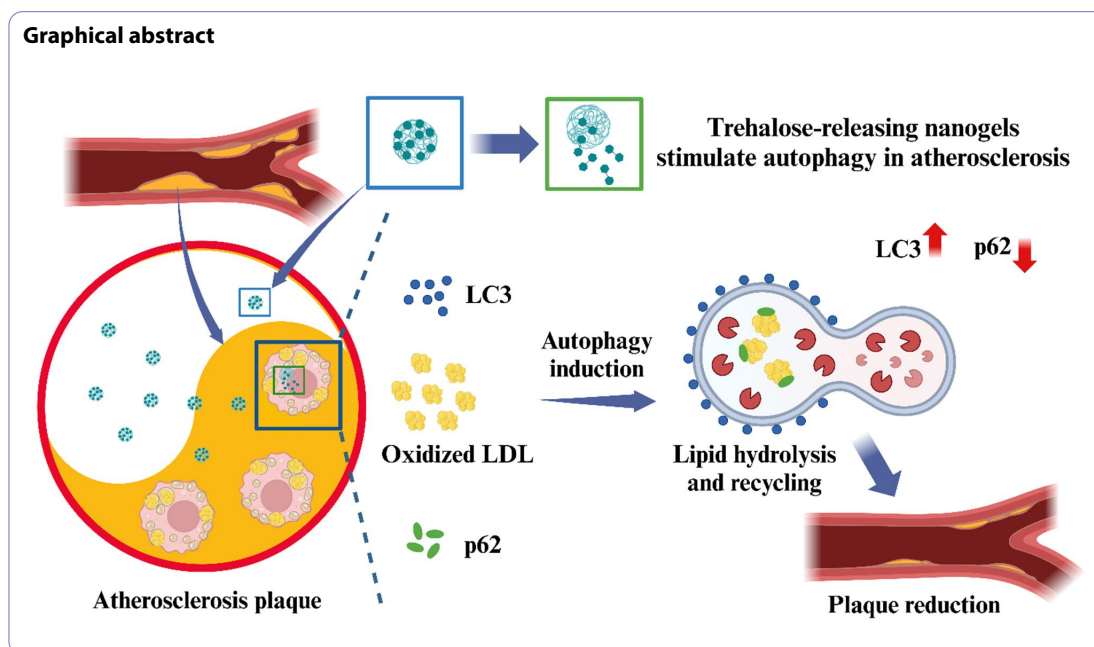 Graphical abstract
Trehalose-releasing nanogels
stimulate autophagy in atherosclerosis
LC3
p62
LC3
Autophagy
induction
Oxidized LDL
Lipid hydrolysis
and recycling
p62
Atherosclerosis plaque
Plaque reduction